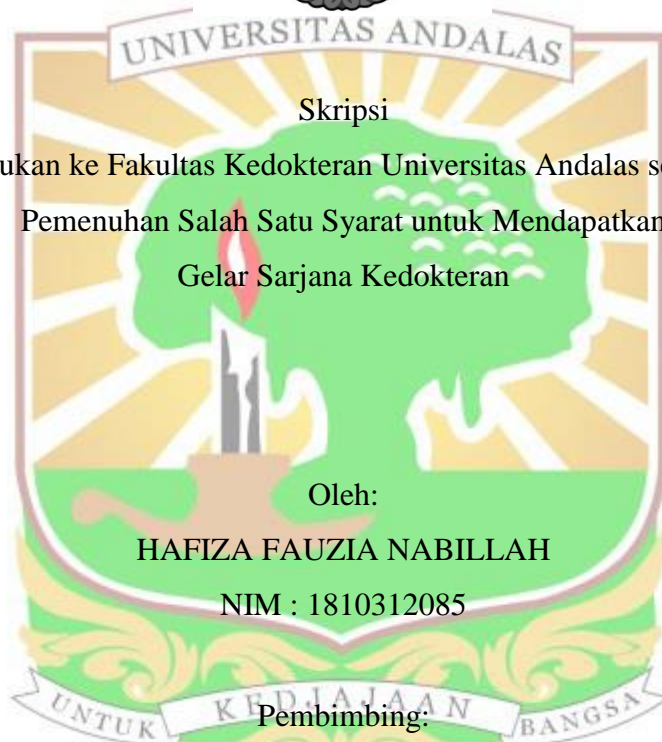 UNIVERSITAS ANDALAS
Skripsi
ukan ke Fakultas Kedokteran Universitas Andalas se
Pemenuhan Salah Satu Syarat untuk Mendapatkan
Gelar Sarjana Kedokteran
Oleh:
HAFIZA FAUZIA NABILLAH
NIM : 1810312085
UNTUK KEDJAJAAN BANGSA
Pembimbing: